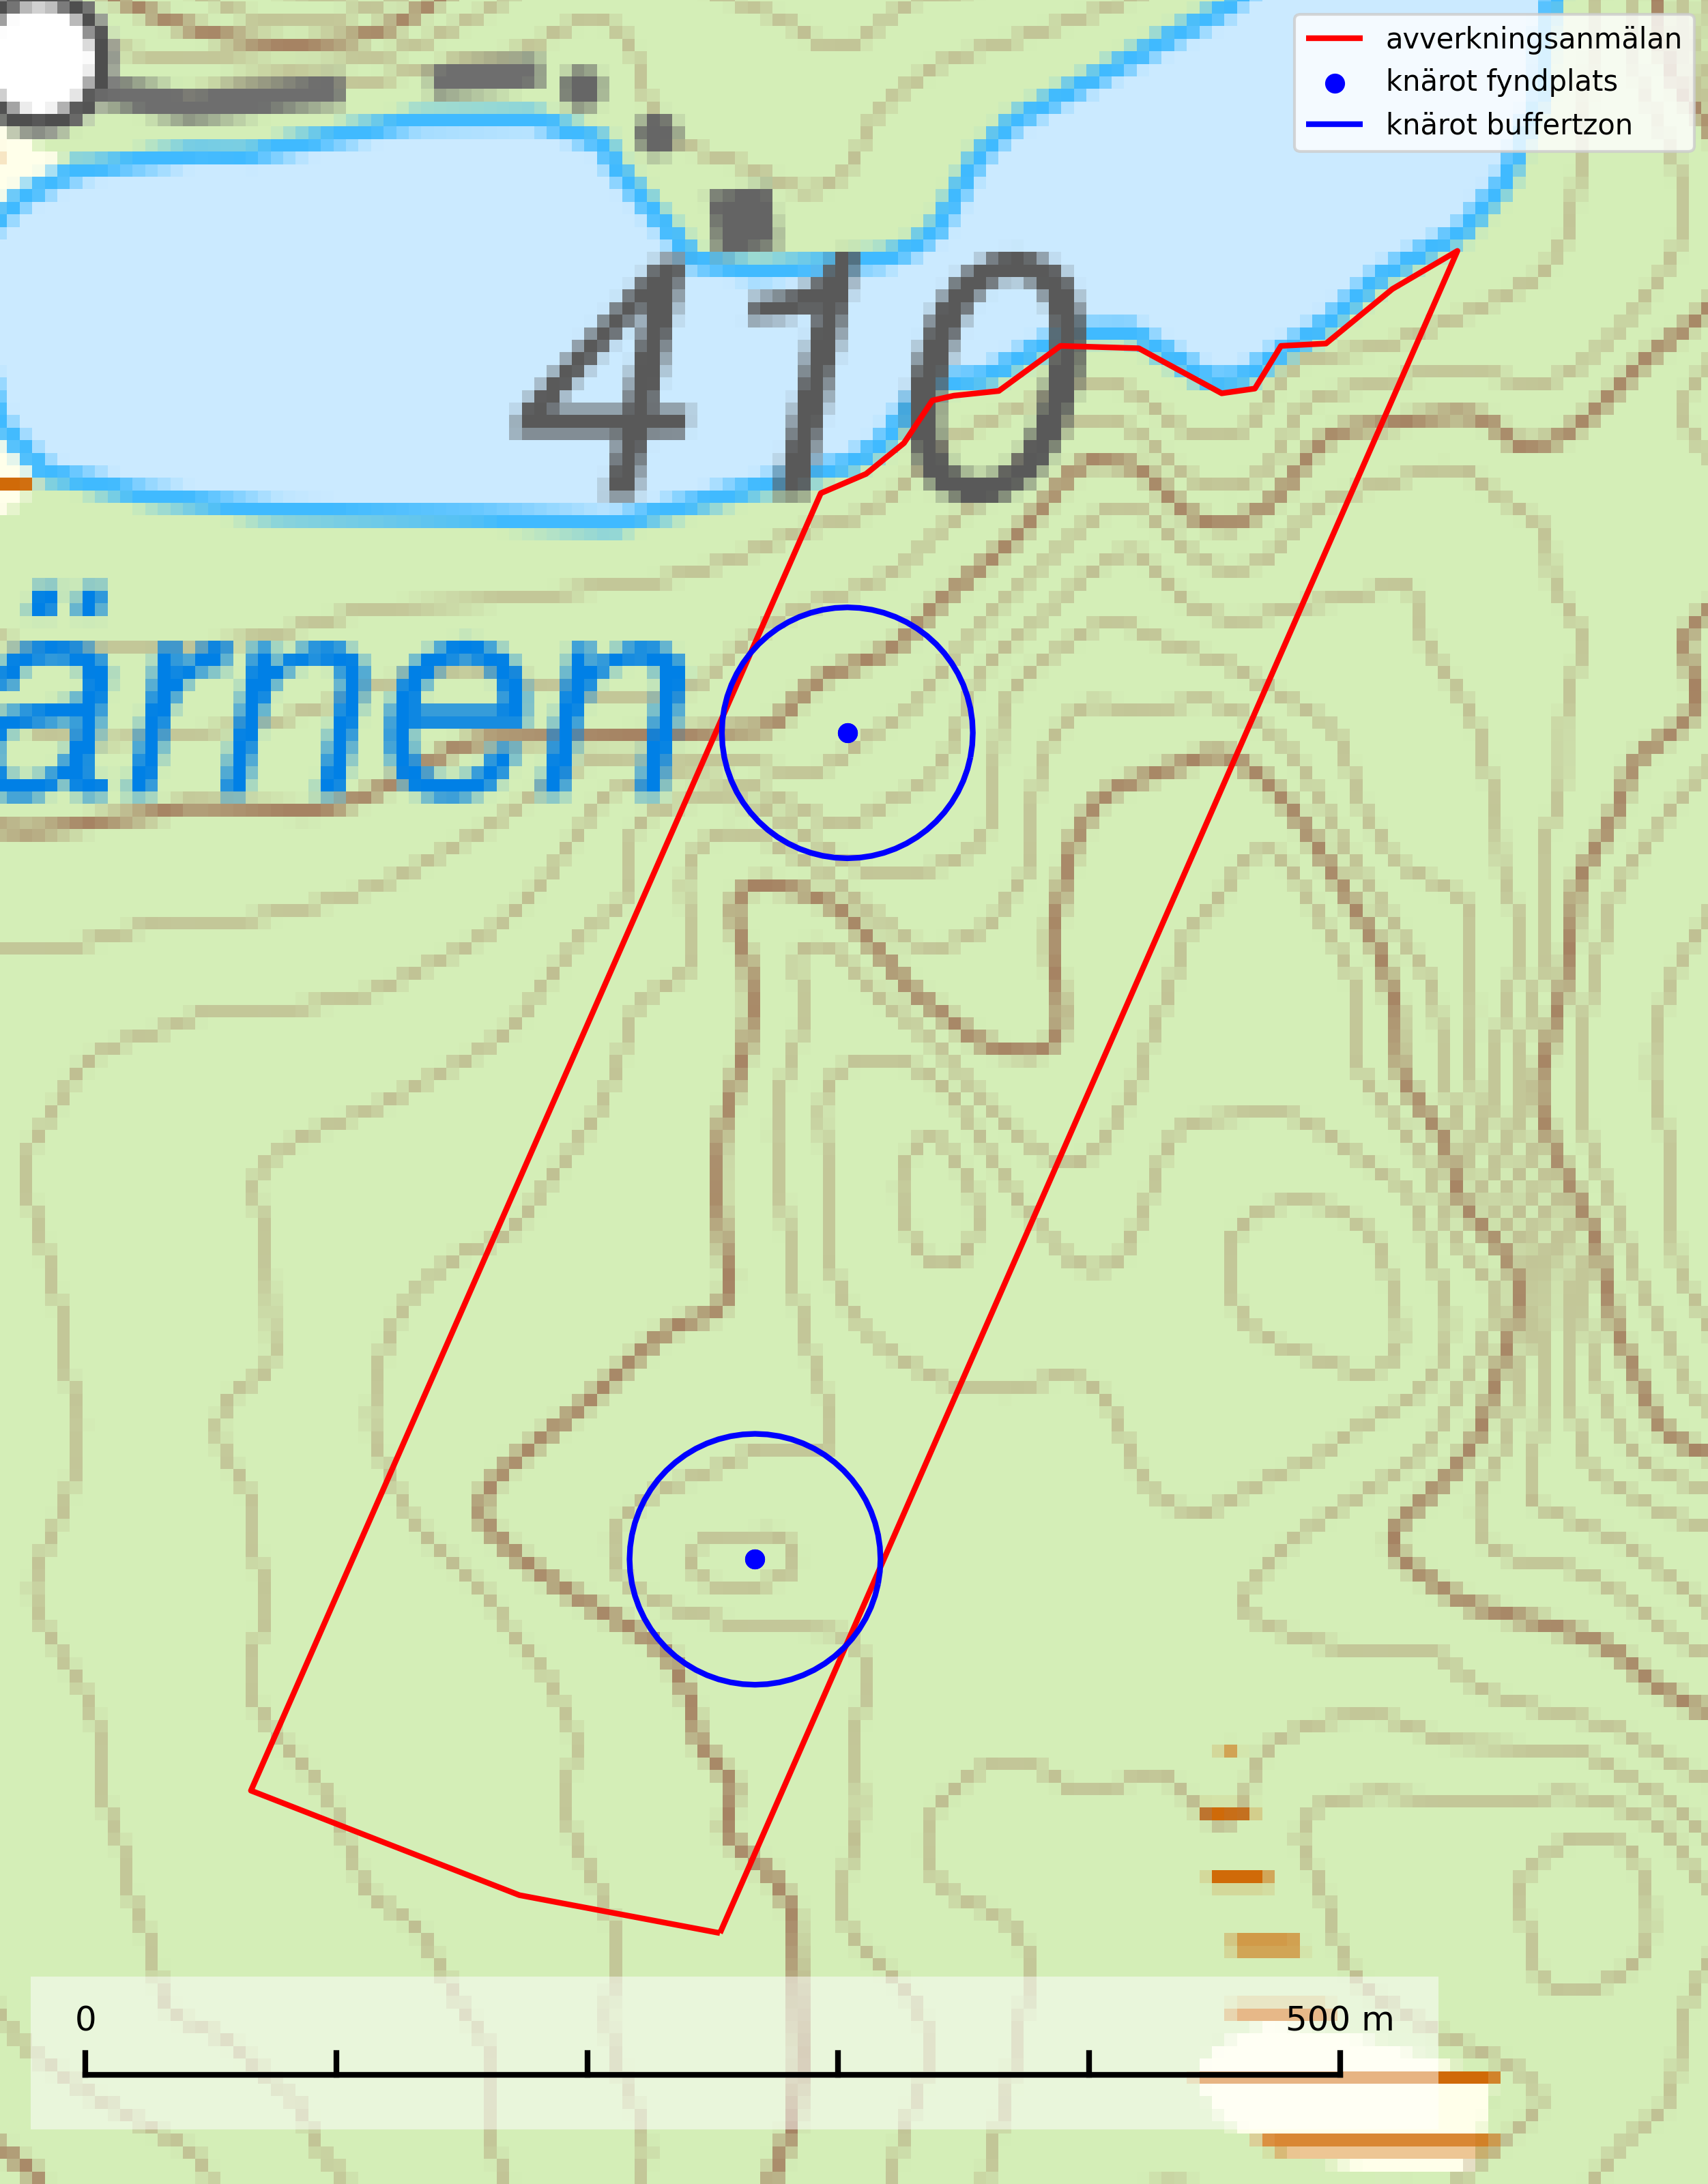 avverkningsanmälan
knärot fyndplats
knärot buffertzon
410
ärnen
0 500 m